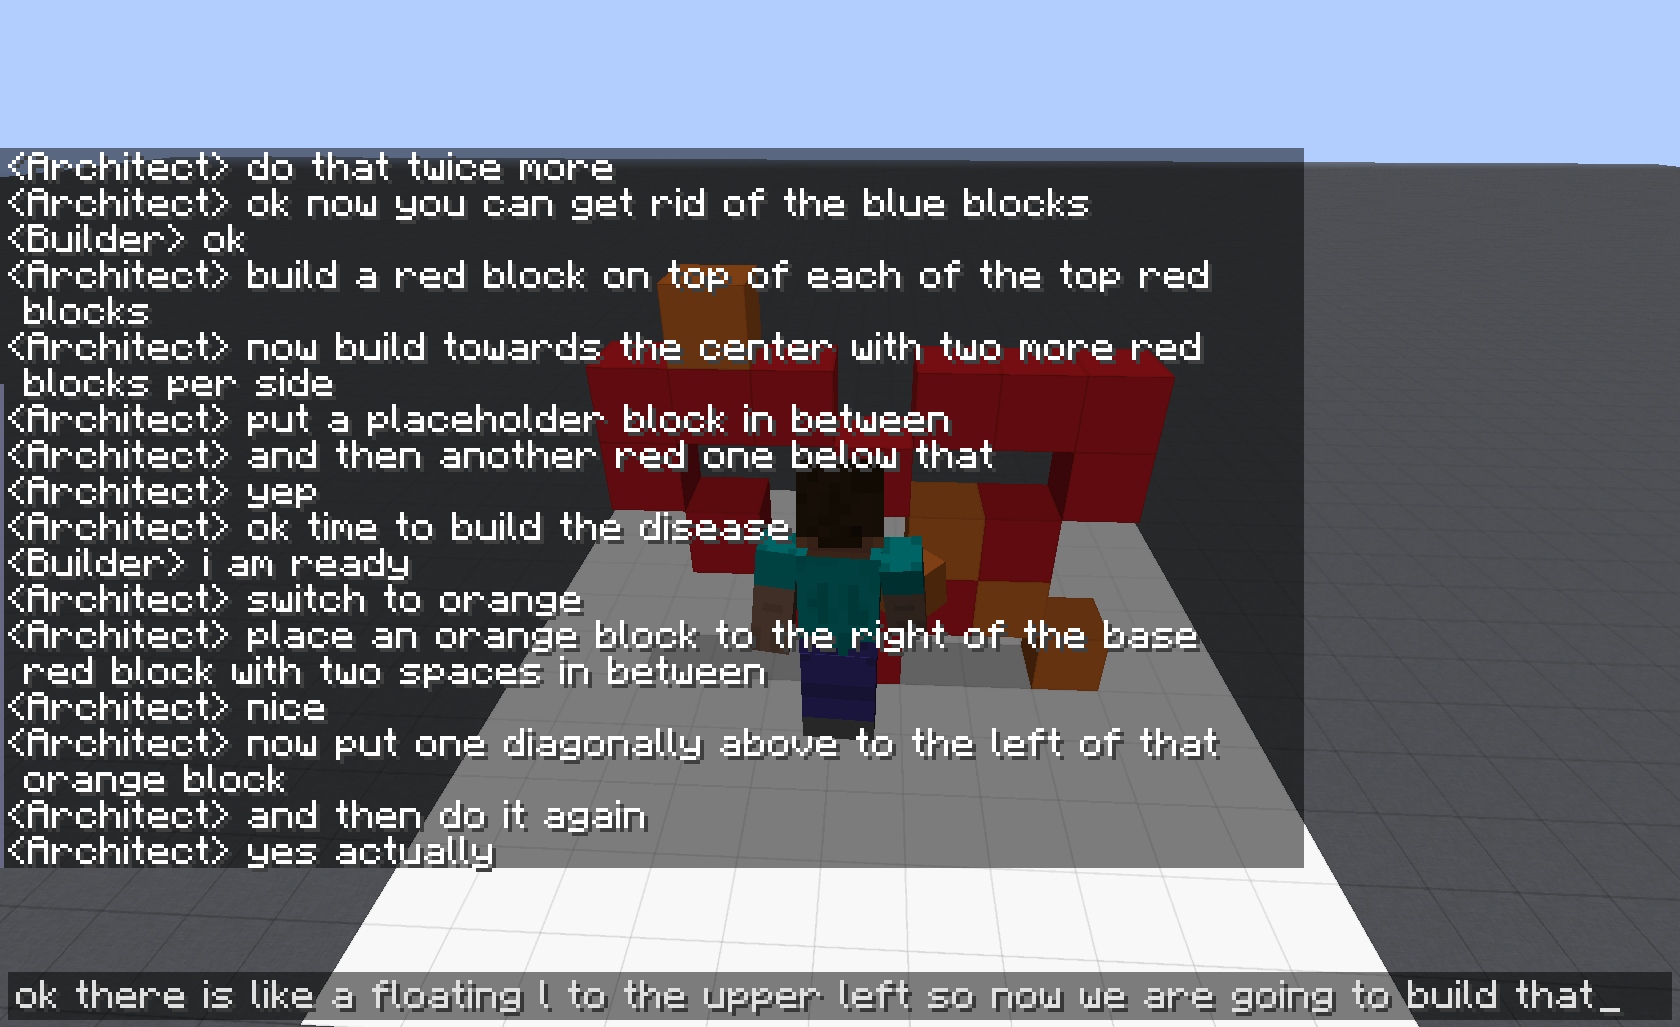 <Architect> do that twice more
<Architect> ok now you can get rid of the blue blocks
<Builder> ok
<Architect> build a red block on top of each of the top red
blocks
<Architect> now build towards the center with two more red
blocks per side
<Architect> put a placeholder block in between
<Architect> and then another red one below that
<Architect> yep
<Architect> ok time to build the disease
<Builder> i am ready
<Architect> switch to orange
<Architect> place an orange block to the right of the base
red block with two spaces in between
<Architect> nice
<Architect> now put one diagonally above to the left of that
orange block
<Architect> and then do it again
<Architect> yes actually
ok there is like a floating l to the upper left so now we are going to build that_